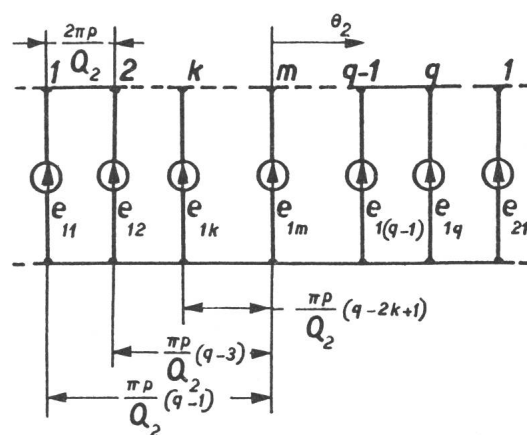 2πp
Q₂
θ₂
1 2 k m q-1 q 1
e₁₁ e₁₂ e₁ₖ e₁ₘ e₁₍q₋₁₎ e₁q e₂₁
πp/Q₂ (q-2k+1)
πp/Q₂ (q-3)
πp/Q₂ (q-1)